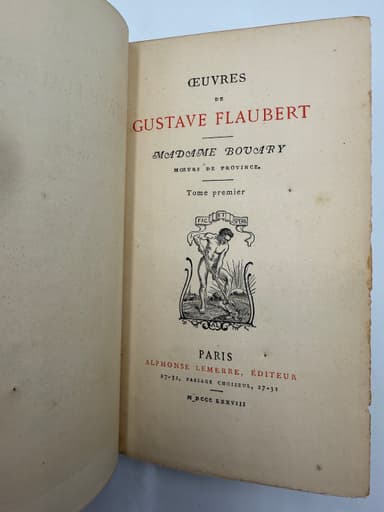 ŒUVRES
DE
GUSTAVE FLAUBERT
MADAME BOVARY
MŒURS DE PROVINCE.
Tome premier
FAC ET SPERA
PARIS
ALPHONSE LEMERRE, ÉDITEUR
27-31, PASSAGE CHOISEUL, 27-31
M DCCC LXXVIII